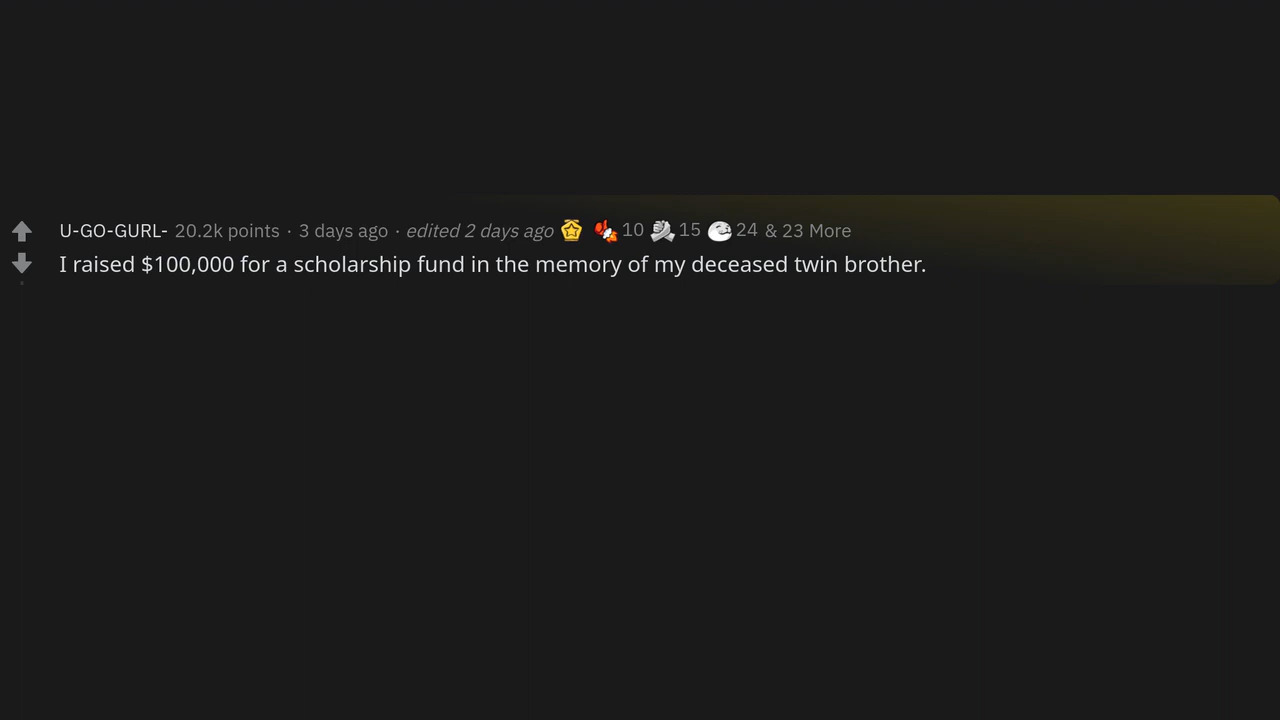 U-GO-GURL- 20.2k points · 3 days ago · edited 2 days ago 10 15 24 & 23 More
I raised $100,000 for a scholarship fund in the memory of my deceased twin brother.